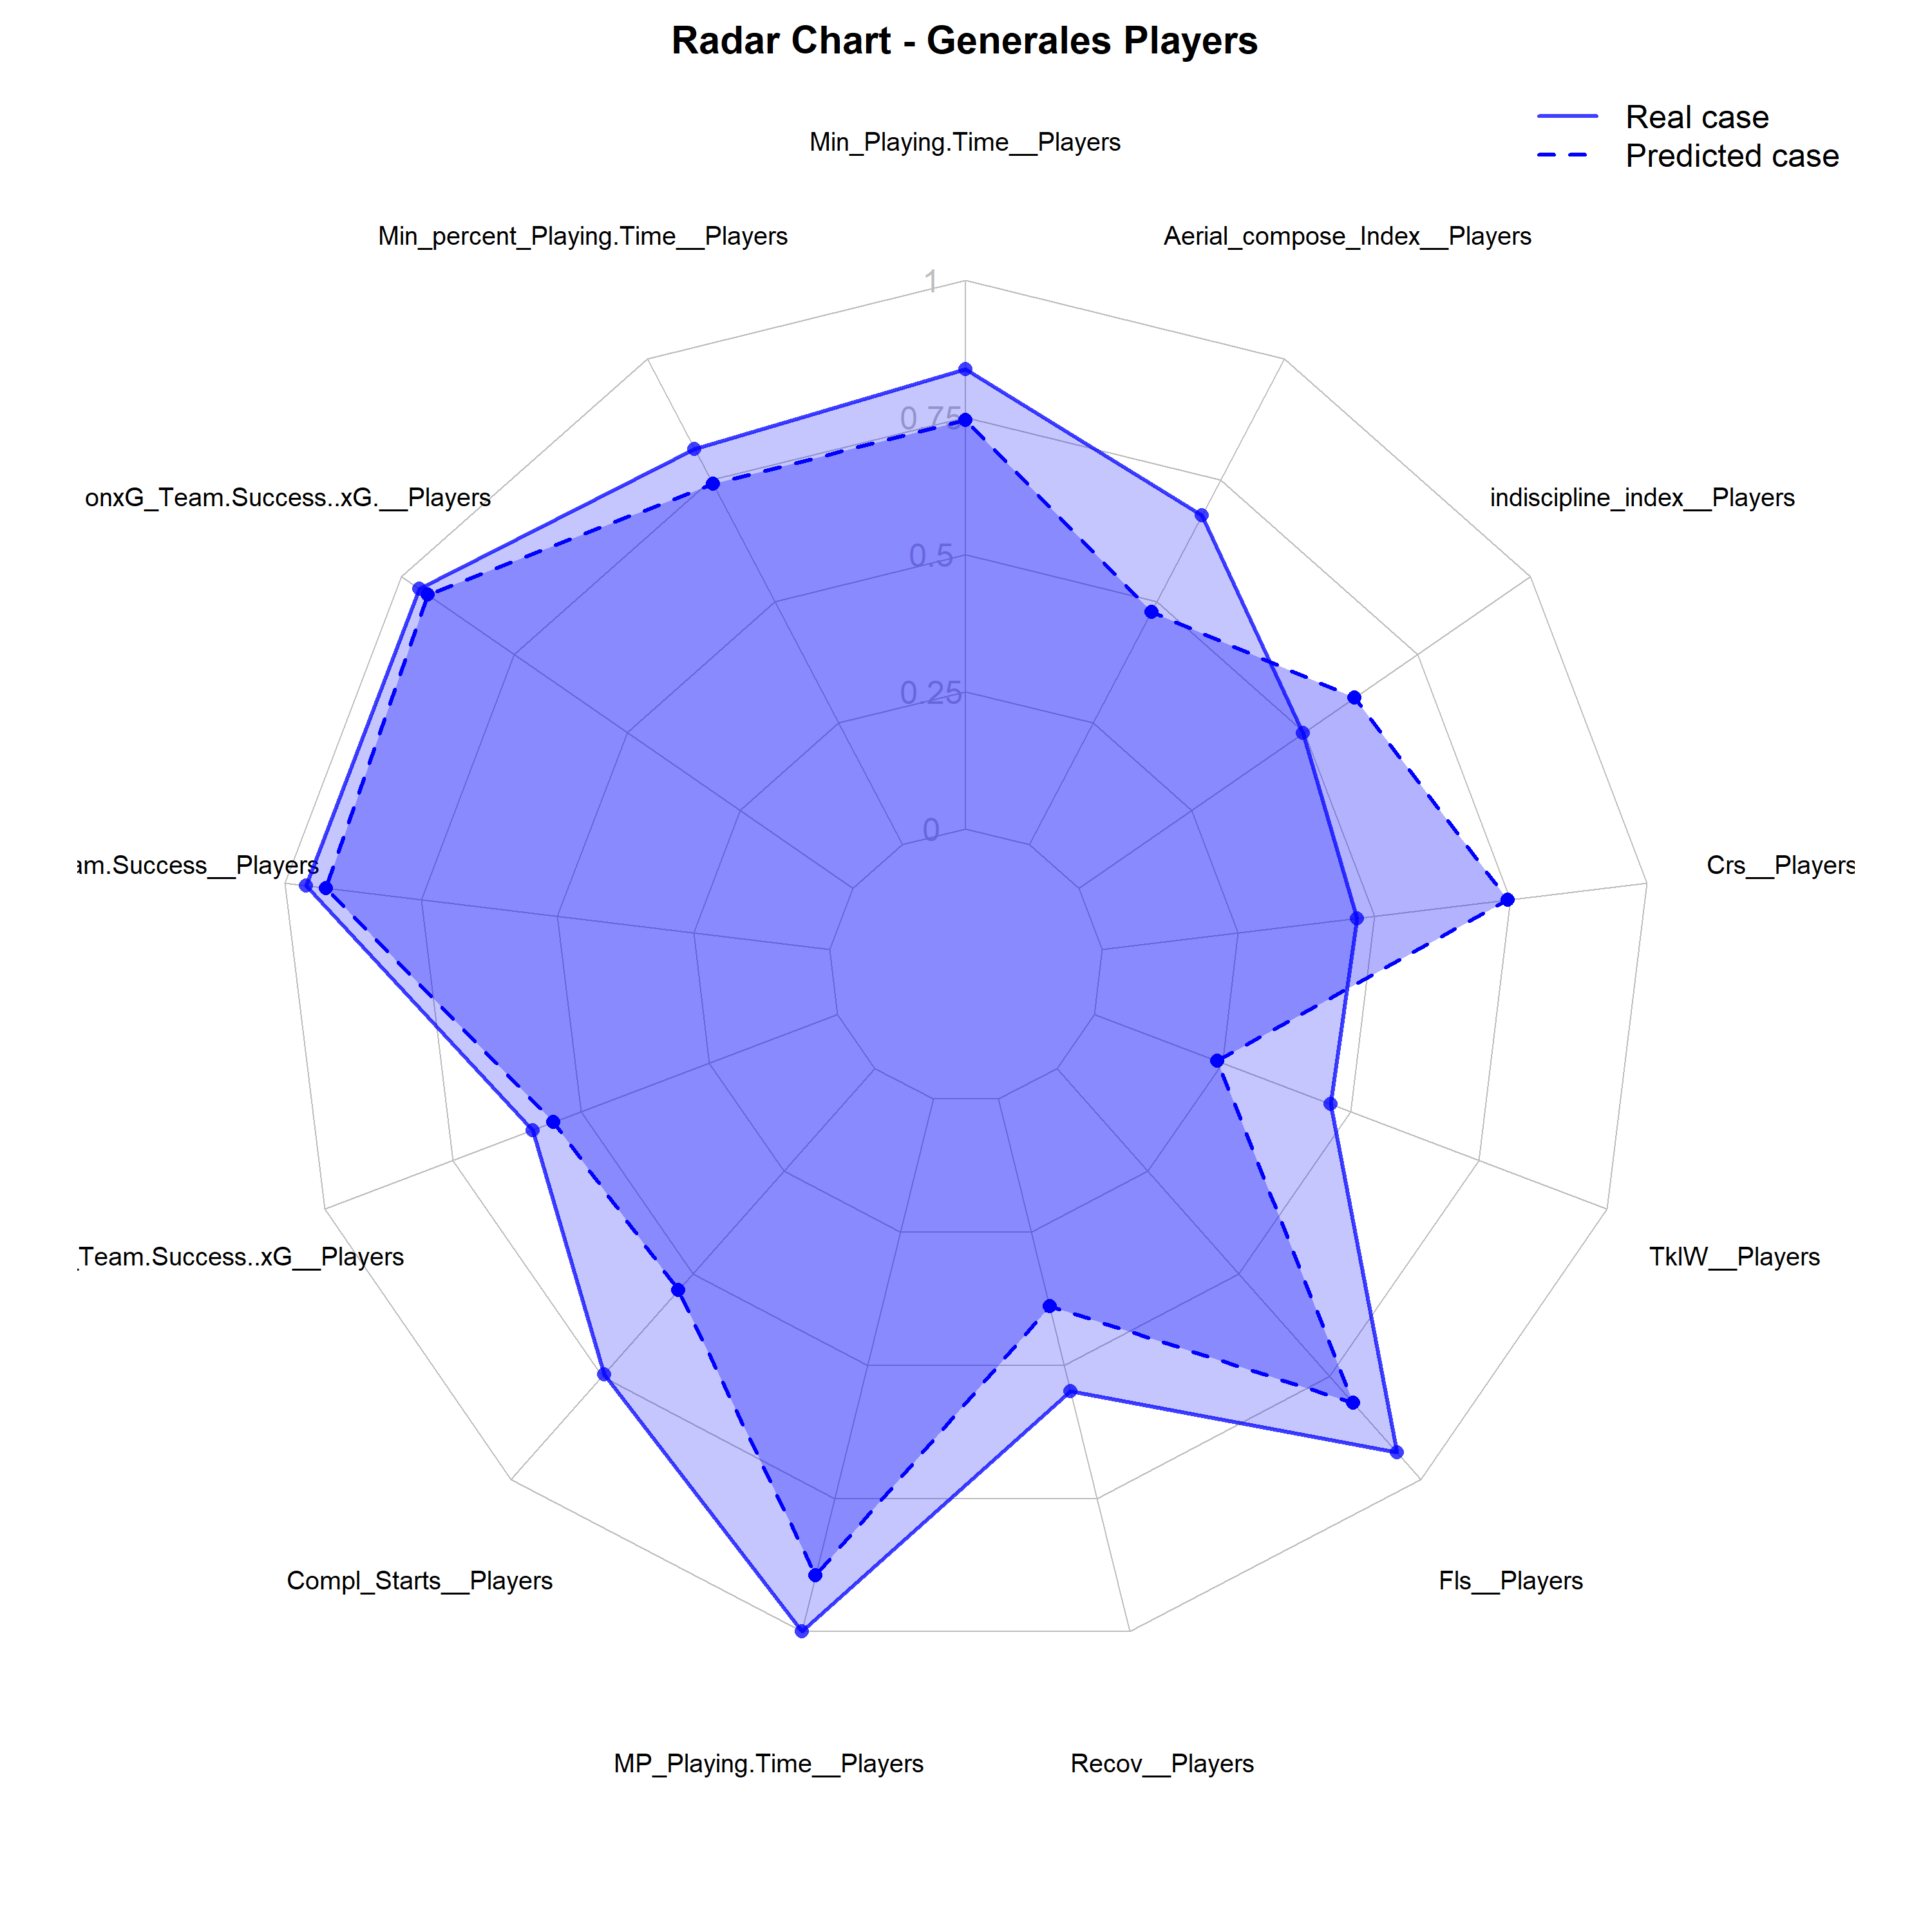 Radar Chart - Generales Players
Real case
Predicted case
Min_Playing.Time__Players
Min_percent_Playing.Time__Players
Aerial_compose_Index__Players
1
0.75
onxG_Team.Success..xG.__Players
indiscipline_index__Players
0.5
0.25
0
am.Success__Players
Crs__Players
_Team.Success..xG__Players
TklW__Players
Compl_Starts__Players
Fls__Players
MP_Playing.Time__Players
Recov__Players